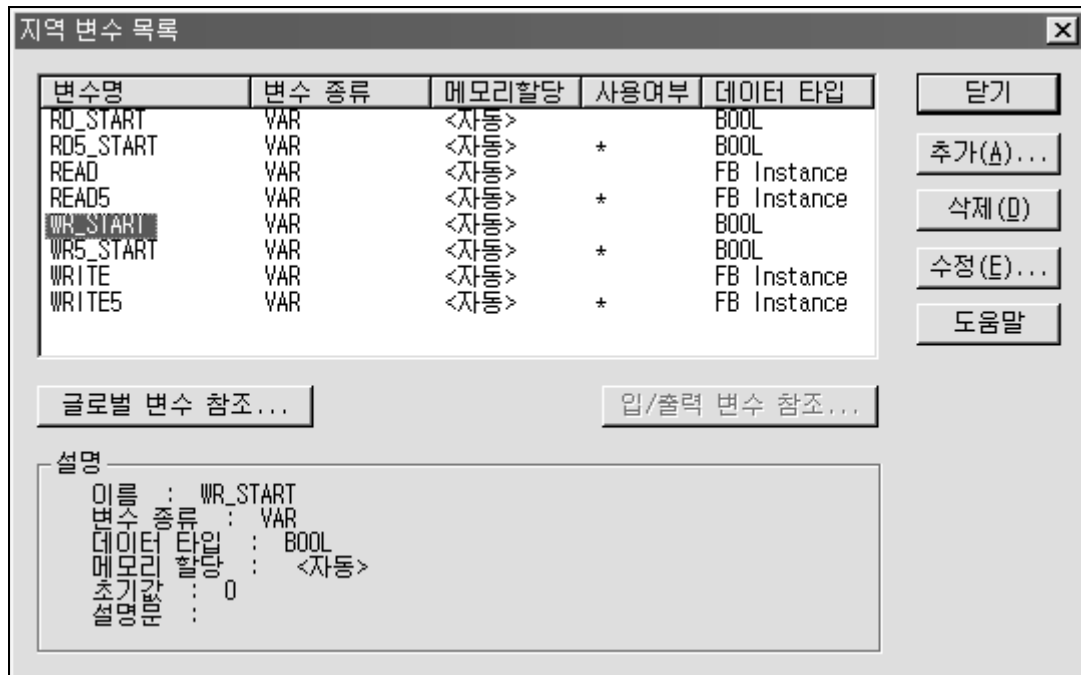 지역 변수 목록
변수명 변수 종류 메모리할당 사용여부 데이터 타입
RD_START VAR <자동> BOOL
RD5_START VAR <자동> * BOOL
READ VAR <자동> FB Instance
READ5 VAR <자동> * FB Instance
WR_START VAR <자동> BOOL
WR5_START VAR <자동> * BOOL
WRITE VAR <자동> FB Instance
WRITE5 VAR <자동> * FB Instance
닫기
추가(A)...
삭제(D)
수정(E)...
도움말
글로벌 변수 참조... 입/출력 변수 참조...
설명
이름 : WR_START
변수 종류 : VAR
데이터 타입 : BOOL
메모리 할당 : <자동>
초기값 : 0
설명문 :